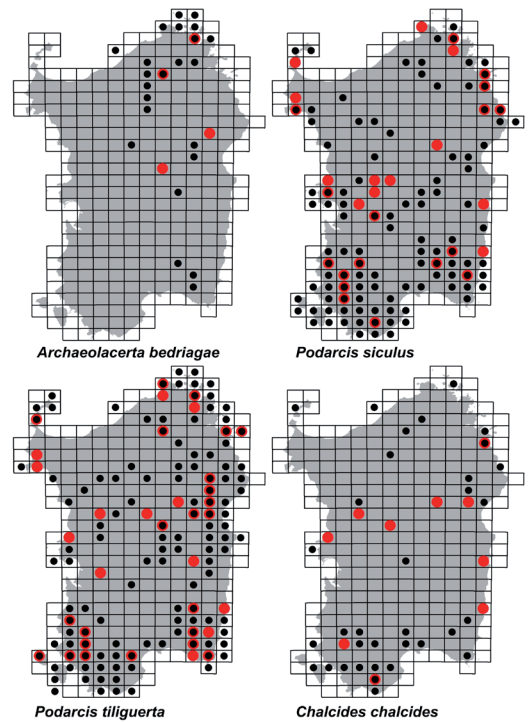 Archaeolacerta bedriagae
Podarcis siculus
Podarcis tiliguerta
Chalcides chalcides